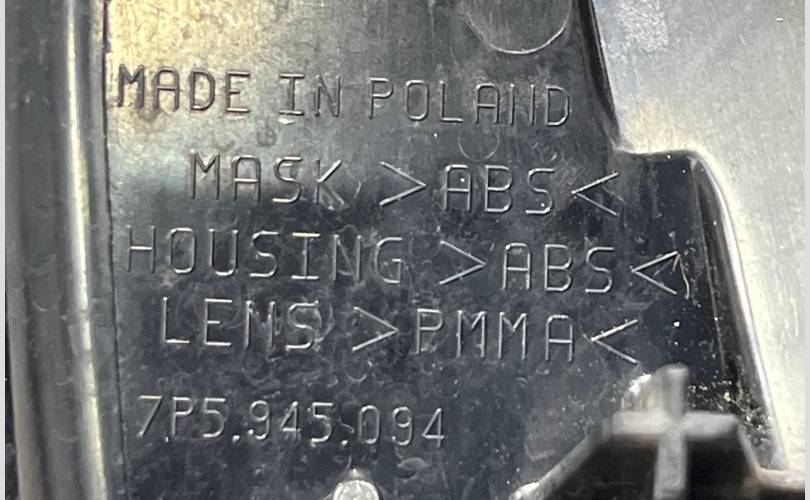 MADE IN POLAND
MASK >ABS<
HOUSING >ABS<
LENS >PMMA<
7P5.945.094